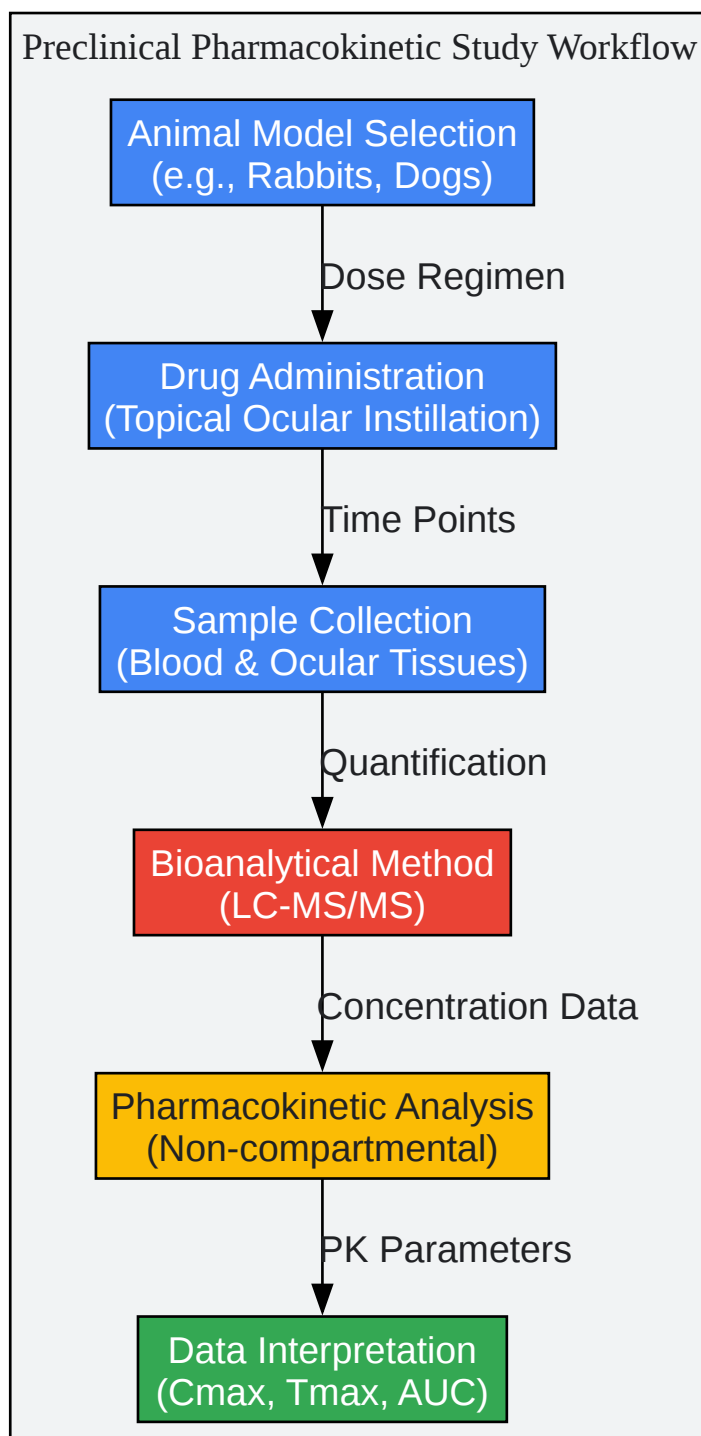 Preclinical Pharmacokinetic Study Workflow
Animal Model Selection
(e.g., Rabbits, Dogs)
Dose Regimen
Drug Administration
(Topical Ocular Instillation)
Time Points
Sample Collection
(Blood & Ocular Tissues)
Quantification
Bioanalytical Method
(LC-MS/MS)
Concentration Data
Pharmacokinetic Analysis
(Non-compartmental)
PK Parameters
Data Interpretation
(Cmax, Tmax, AUC)